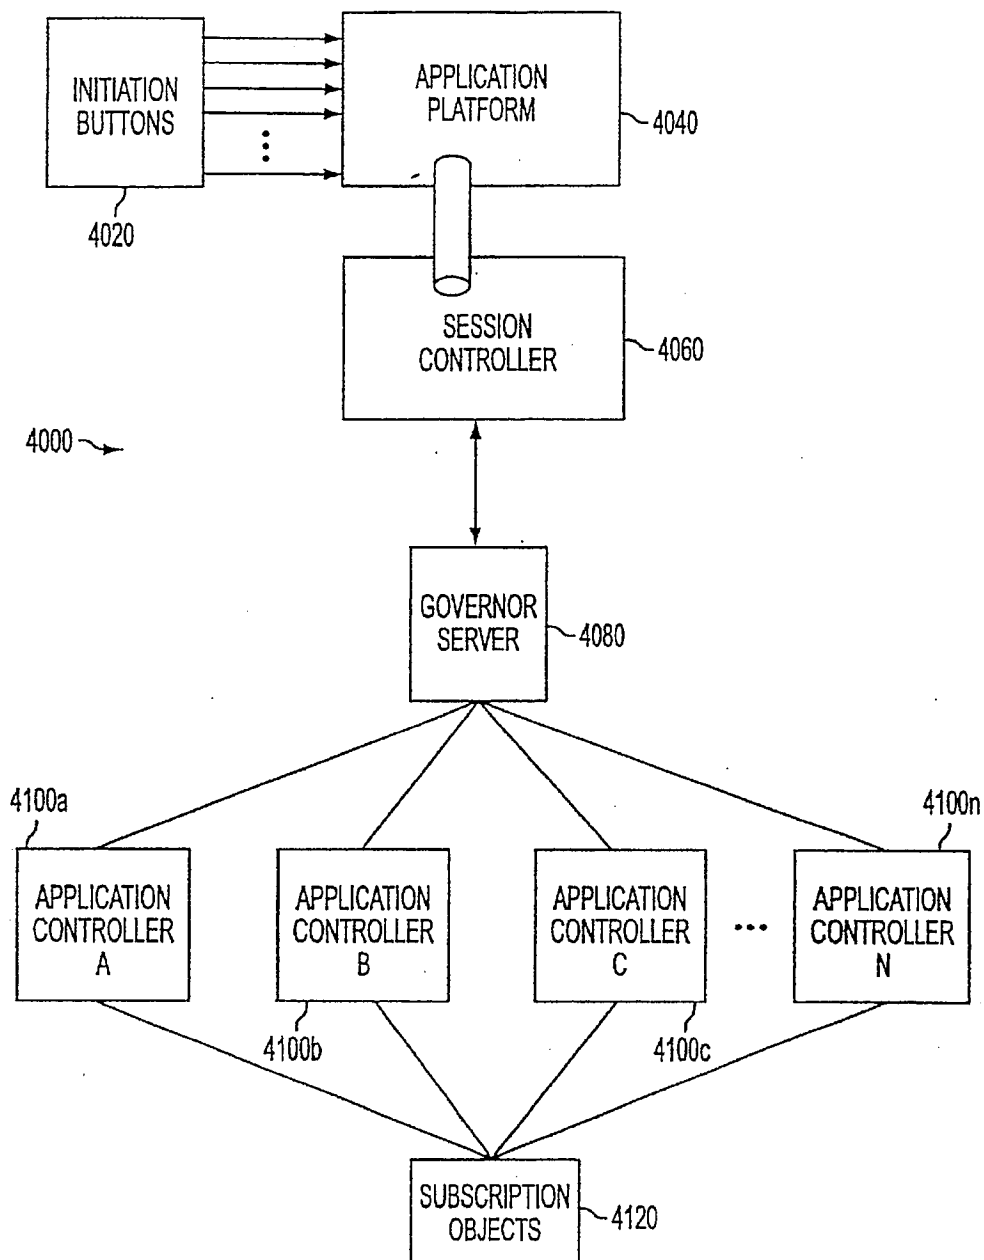 INITIATION
BUTTONS
4020
APPLICATION
PLATFORM
4040
SESSION
CONTROLLER
4060
4000
GOVERNOR
SERVER
4080
4100a
APPLICATION
CONTROLLER
A
APPLICATION
CONTROLLER
B
4100b
APPLICATION
CONTROLLER
C
4100c
...
4100n
APPLICATION
CONTROLLER
N
SUBSCRIPTION
OBJECTS
4120